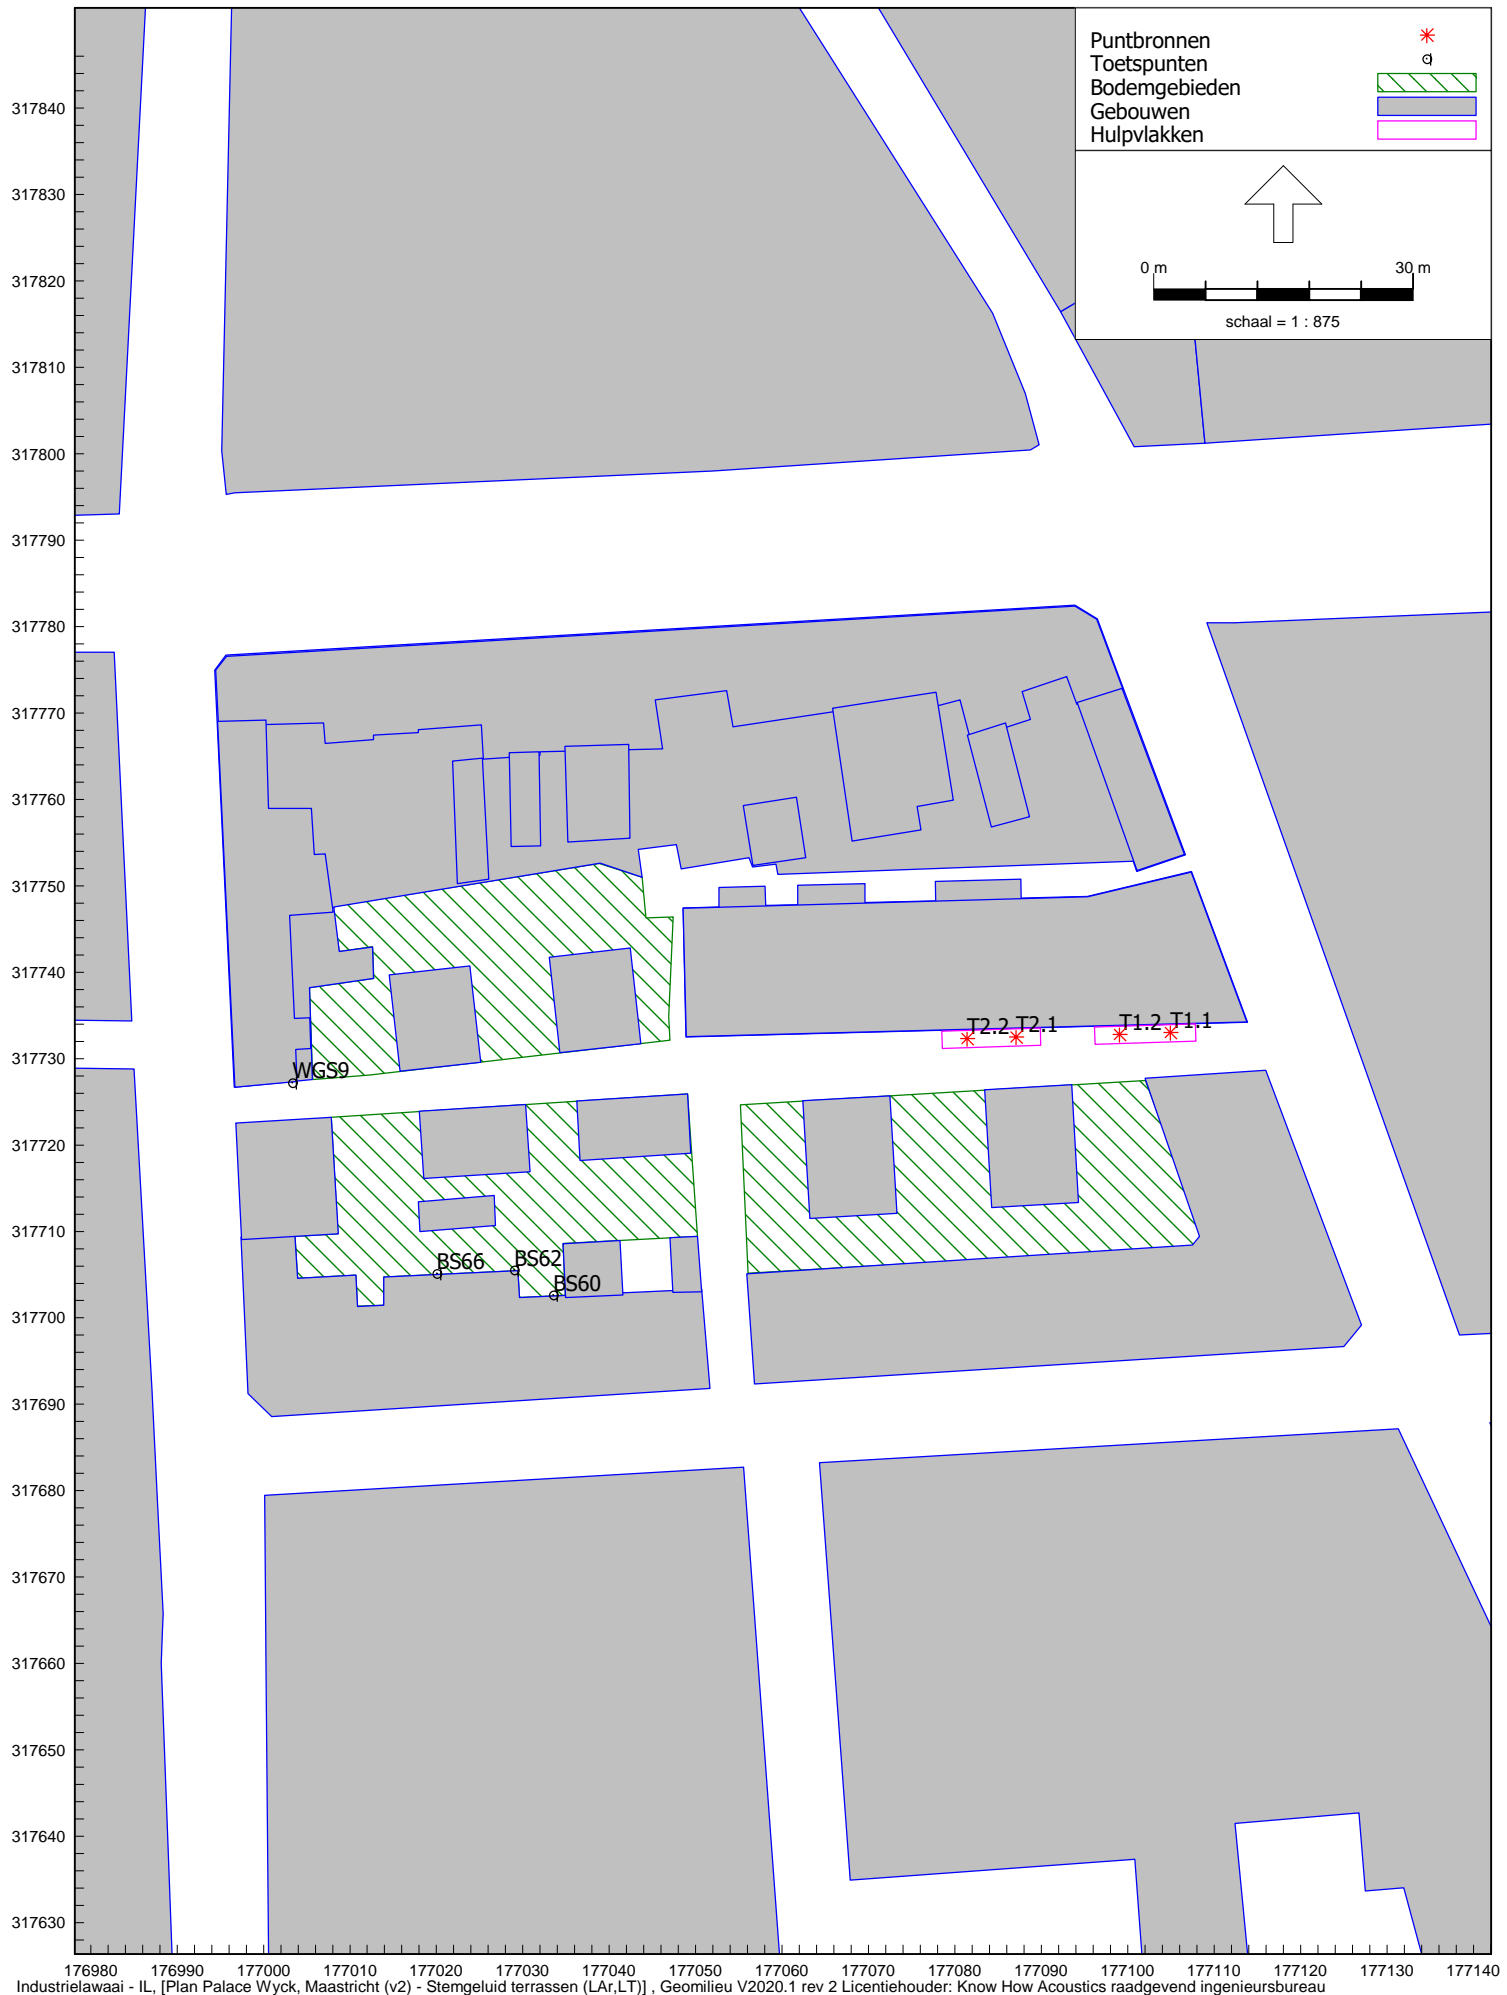 Puntbronnen
Toetspunten
Bodemgebieden
Gebouwen
Hulpvlakken
0 m 30 m
schaal = 1 : 875
317840
317830
317820
317810
317800
317790
317780
317770
317760
317750
317740
317730
317720
317710
317700
317690
317680
317670
317660
317650
317640
317630
T2.2 T2.1 T1.2 T1.1
WGS9
BS66 BS62
BS60
176980 176990 177000 177010 177020 177030 177040 177050 177060 177070 177080 177090 177100 177110 177120 177130 177140
Industrielawaai - IL, [Plan Palace Wyck, Maastricht (v2) - Stemgeluid terrassen (LAr,LT)] , Geomilieu V2020.1 rev 2 Licentiehouder: Know How Acoustics raadgevend ingenieursbureau